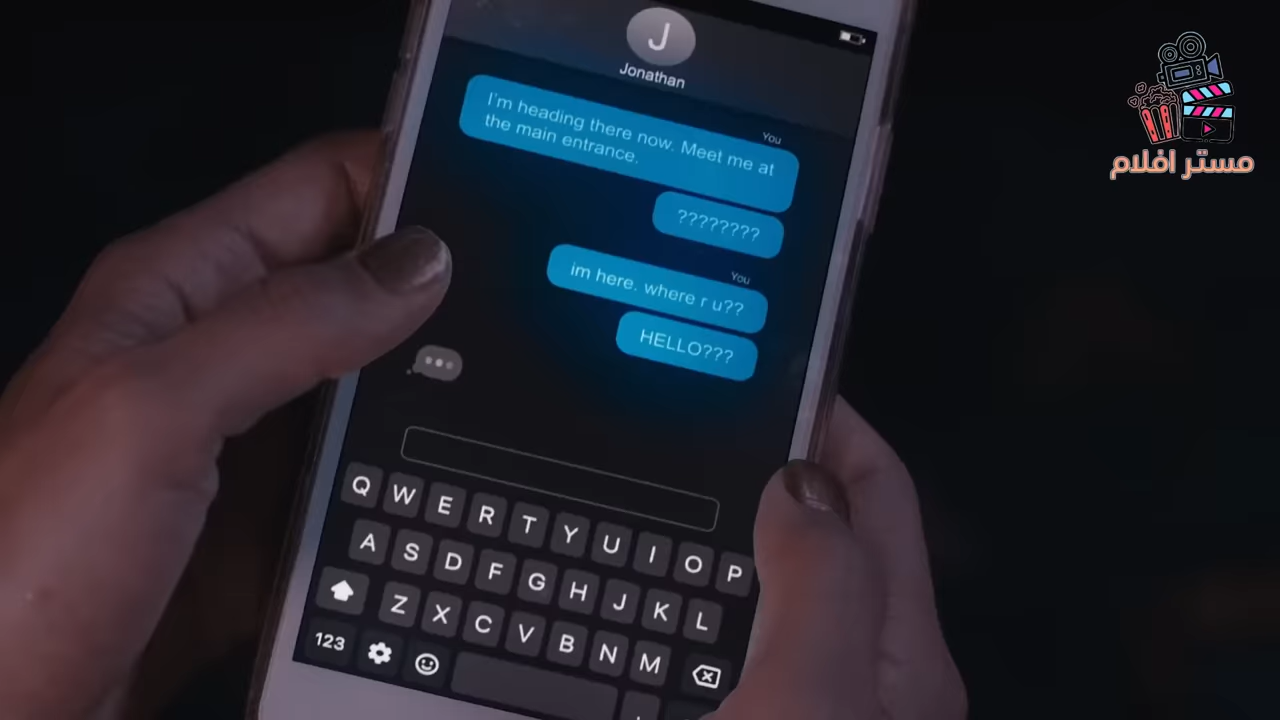 J
Jonathan
You
I'm heading there now. Meet me at
the main entrance.
????????
You
im here. where r u??
HELLO???
Q W E R T Y U I O P
A S D F G H J K L
Z X C V B N M
123
مستر افلام